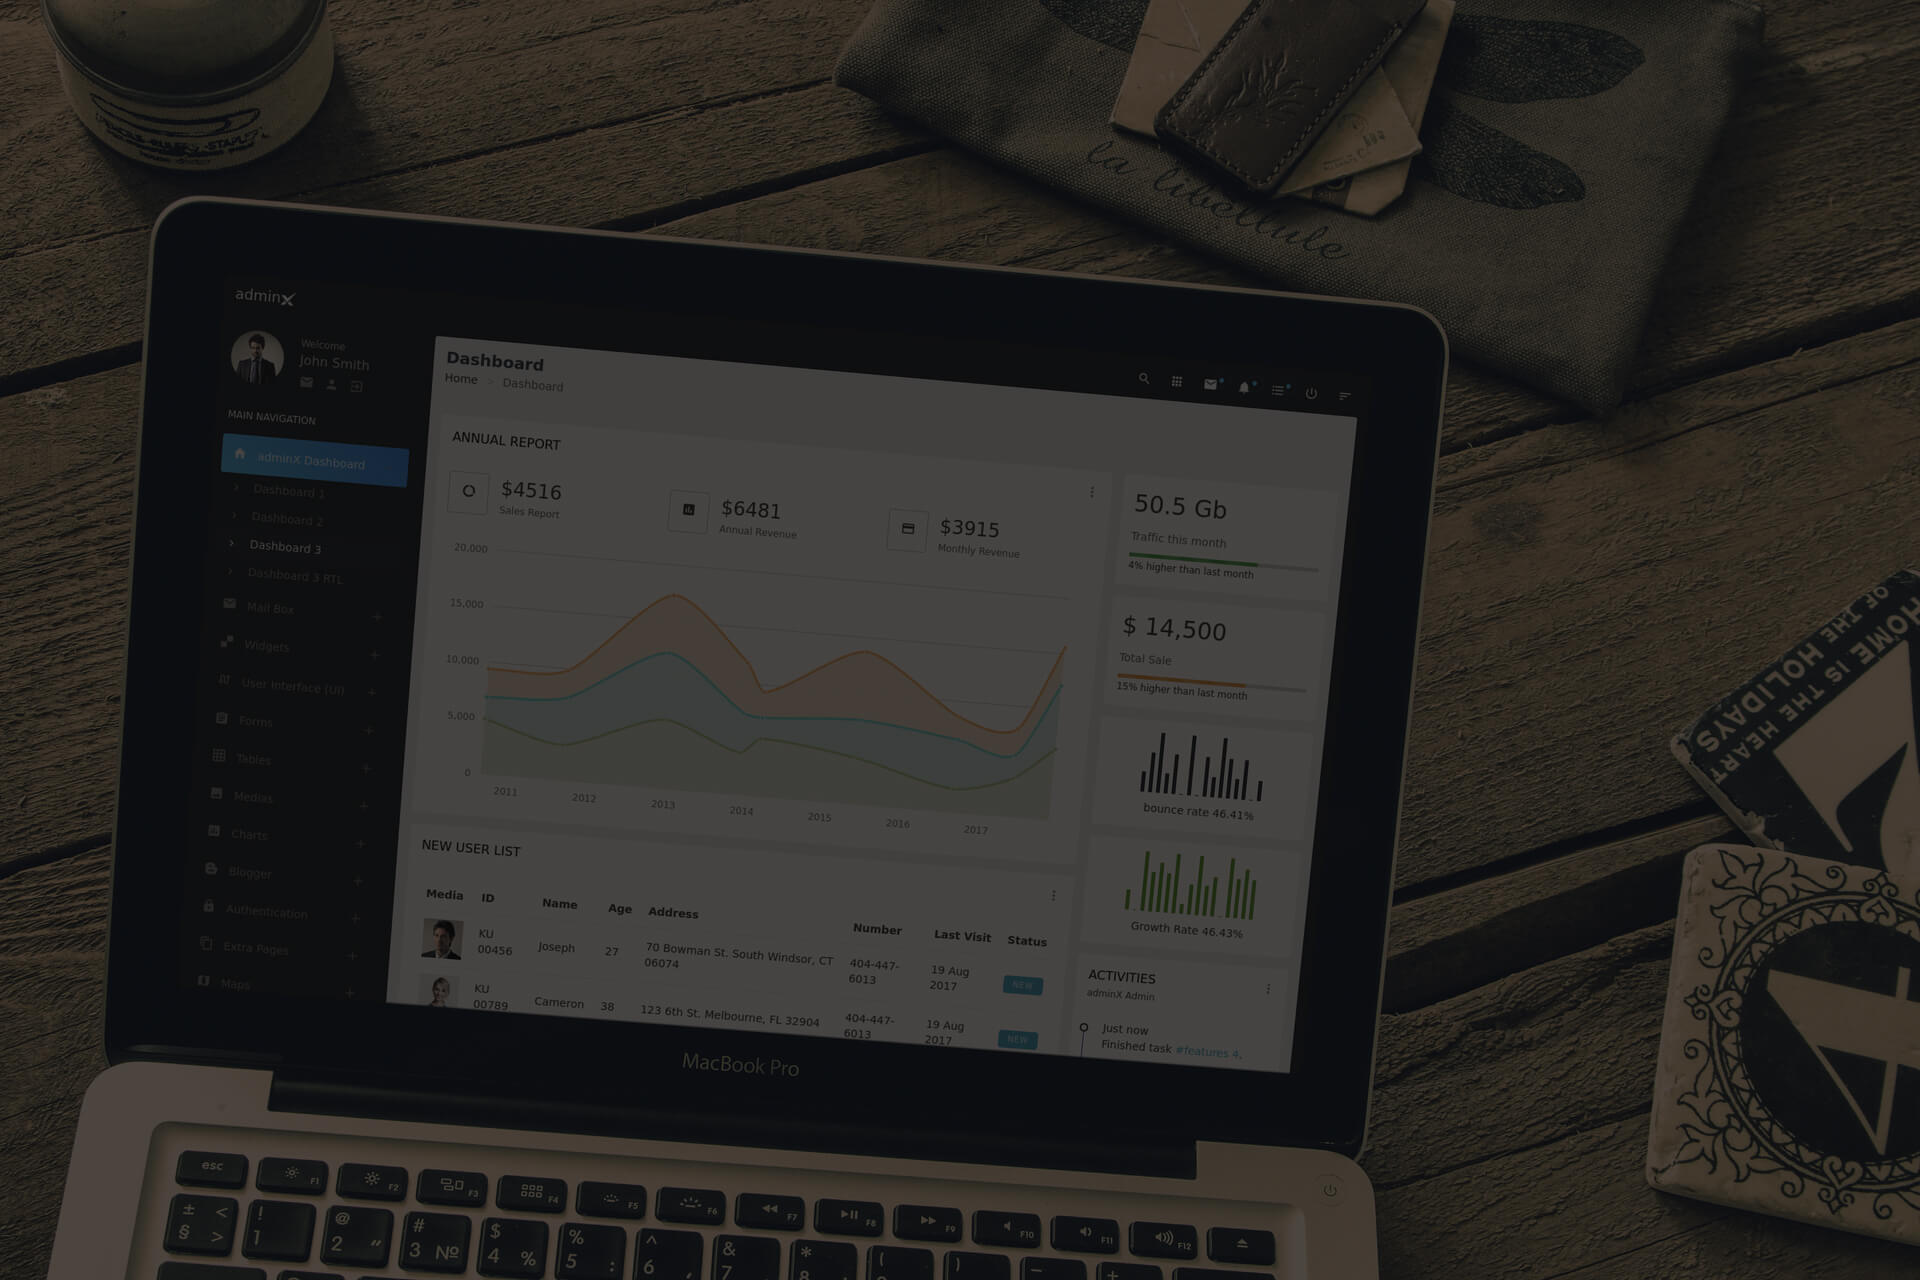 PENCILS-RULERS-STAPLES
la libellule
HOME IS THE HEART
OF THE HOLIDAYS
adminX
Welcome
John Smith
MAIN NAVIGATION
adminX Dashboard
Dashboard 1
Dashboard 2
Dashboard 3
Dashboard 3 RTL
Mail Box
Widgets
User Interface (UI)
Forms
Tables
Medias
Charts
Blogger
Authentication
Extra Pages
Maps
Dashboard
Home > Dashboard
ANNUAL REPORT
$4516
Sales Report
$6481
Annual Revenue
$3915
Monthly Revenue
20,000
15,000
10,000
5,000
0
2011 2012 2013 2014 2015 2016 2017
50.5 Gb
Traffic this month
4% higher than last month
$ 14,500
Total Sale
15% higher than last month
bounce rate 46.41%
Growth Rate 46.43%
NEW USER LIST
Media ID Name Age Address Number Last Visit Status
KU 00456 Joseph 27 70 Bowman St. South Windsor, CT 06074 404-447-6013 19 Aug 2017 NEW
KU 00789 Cameron 38 123 6th St. Melbourne, FL 32904 404-447-6013 19 Aug 2017 NEW
ACTIVITIES
adminX Admin
Just now
Finished task #features 4.
MacBook Pro
esc F1 F2 F3 F4 F5 F6 F7 F8 F9 F10 F11 F12
± § < > ! 1 @ 2 " # 3 № $ 4 % % 5 : ^ 6 , & 7 * 8 ( ) − +